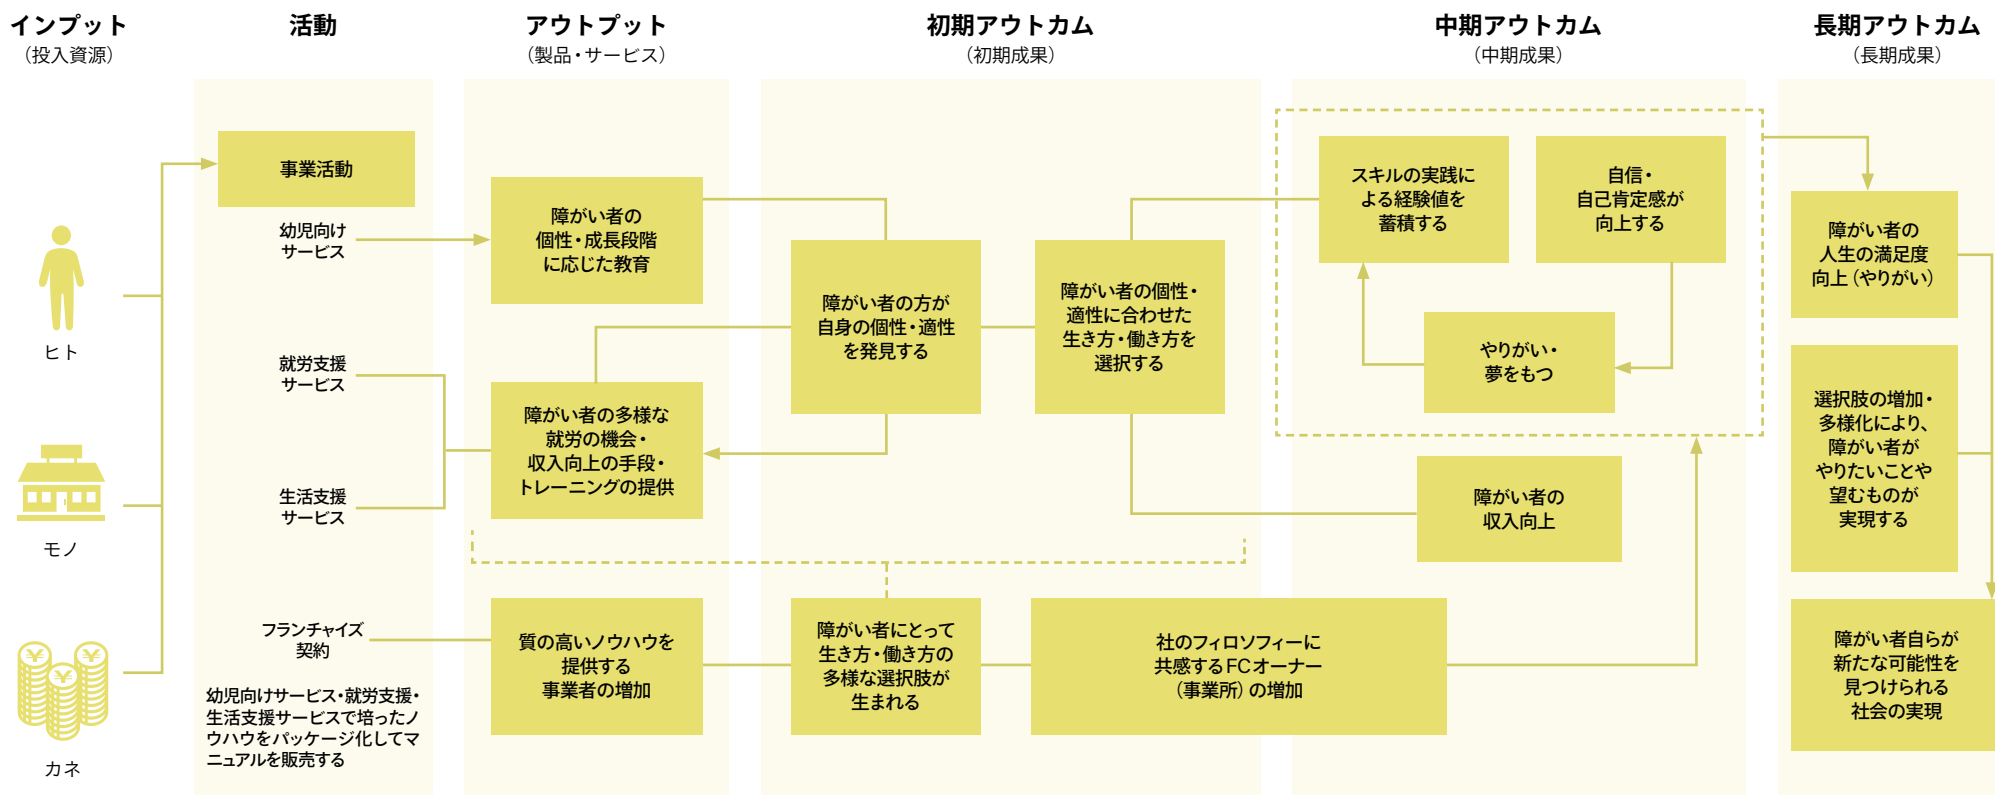 インプット
（投入資源）
活動
アウトプット
（製品・サービス）
初期アウトカム
（初期成果）
中期アウトカム
（中期成果）
長期アウトカム
（長期成果）
ヒト
モノ
カネ
事業活動
幼児向け
サービス
就労支援
サービス
生活支援
サービス
フランチャイズ
契約
幼児向けサービス・就労支援・
生活支援サービスで培ったノ
ウハウをパッケージ化してマ
ニュアルを販売する
障がい者の
個性・成長段階
に応じた教育
障がい者の多様な
就労の機会・
収入向上の手段・
トレーニングの提供
質の高いノウハウを
提供する
事業者の増加
障がい者の方が
自身の個性・適性
を発見する
障がい者の個性・
適性に合わせた
生き方・働き方を
選択する
障がい者にとって
生き方・働き方の
多様な選択肢が
生まれる
社のフィロソフィーに
共感するFCオーナー
（事業所）の増加
スキルの実践に
よる経験値を
蓄積する
自信・
自己肯定感が
向上する
やりがい・
夢をもつ
障がい者の
収入向上
障がい者の
人生の満足度
向上（やりがい）
選択肢の増加・
多様化により、
障がい者が
やりたいことや
望むものが
実現する
障がい者自らが
新たな可能性を
見つけられる
社会の実現